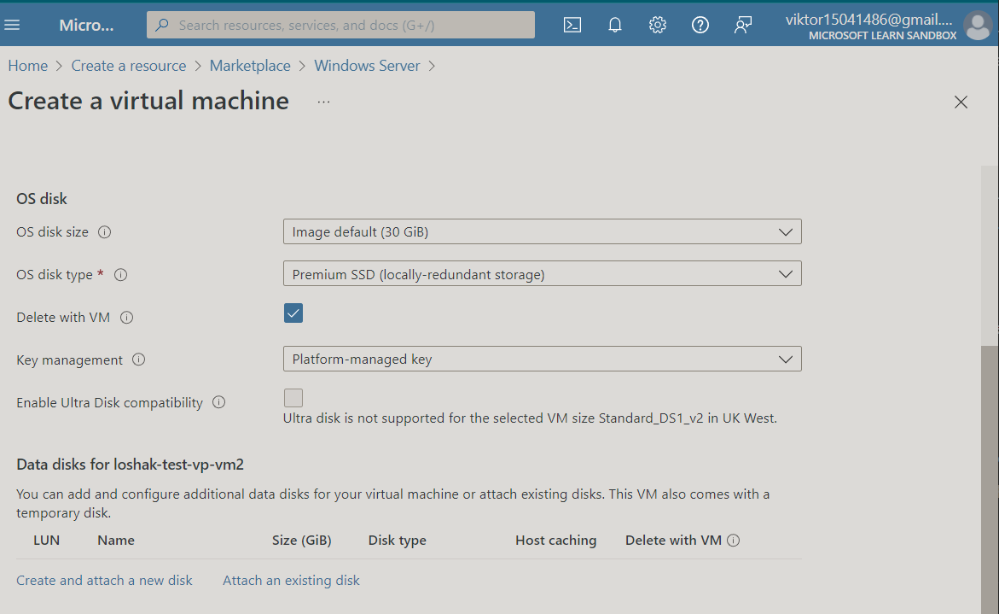 Micro...
Search resources, services, and docs (G+/)
viktor15041486@gmail....
MICROSOFT LEARN SANDBOX
Home > Create a resource > Marketplace > Windows Server >
Create a virtual machine ...
OS disk
OS disk size
Image default (30 GiB)
OS disk type *
Premium SSD (locally-redundant storage)
Delete with VM
Key management
Platform-managed key
Enable Ultra Disk compatibility
Ultra disk is not supported for the selected VM size Standard_DS1_v2 in UK West.
Data disks for loshak-test-vp-vm2
You can add and configure additional data disks for your virtual machine or attach existing disks. This VM also comes with a
temporary disk.
LUN Name Size (GiB) Disk type Host caching Delete with VM
Create and attach a new disk Attach an existing disk